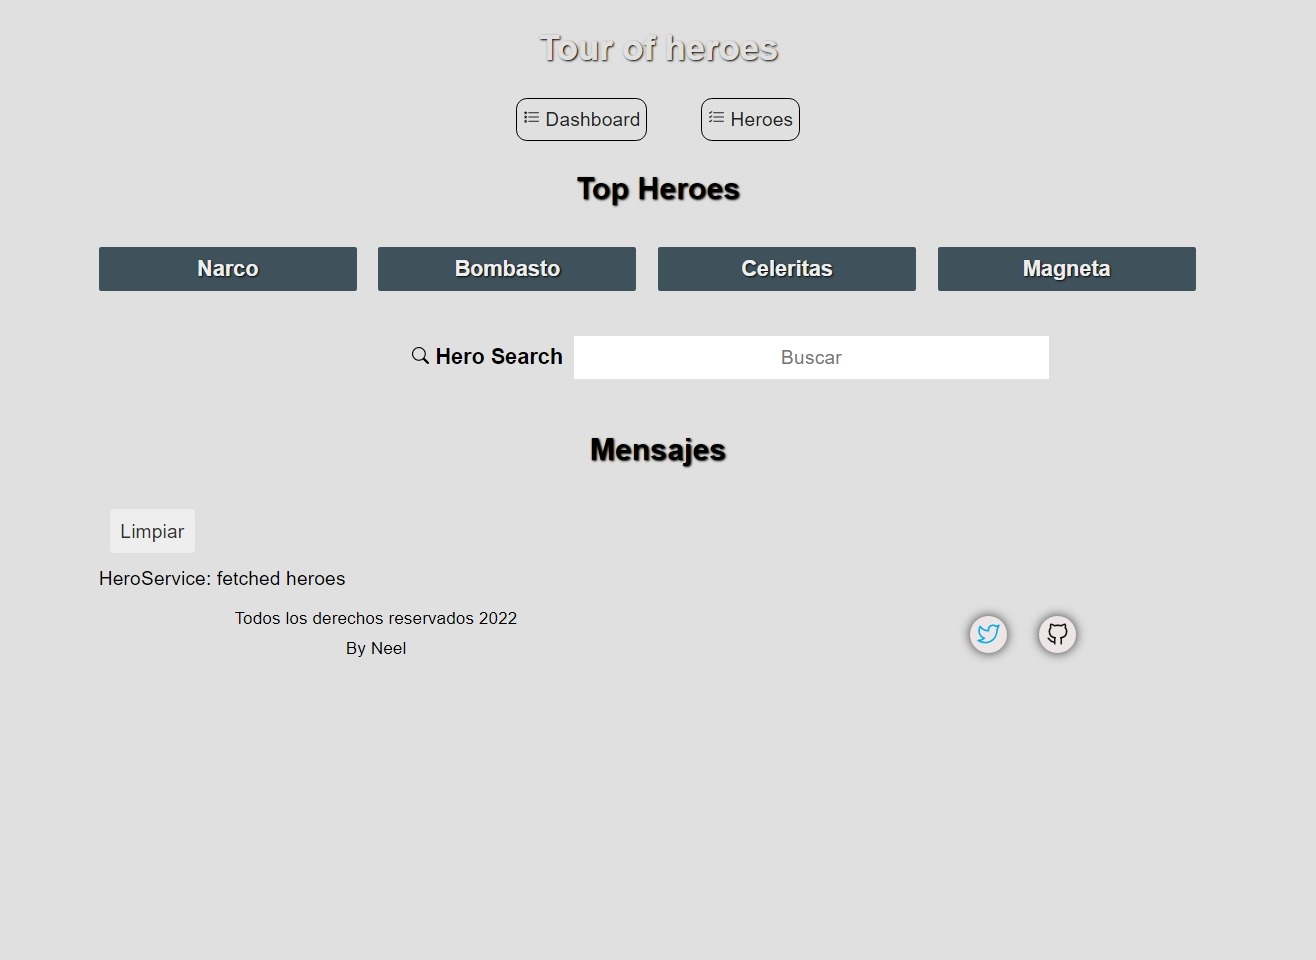 Tour of heroes
Dashboard Heroes
Top Heroes
Narco Bombasto Celeritas Magneta
Hero Search Buscar
Mensajes
Limpiar
HeroService: fetched heroes
Todos los derechos reservados 2022
By Neel